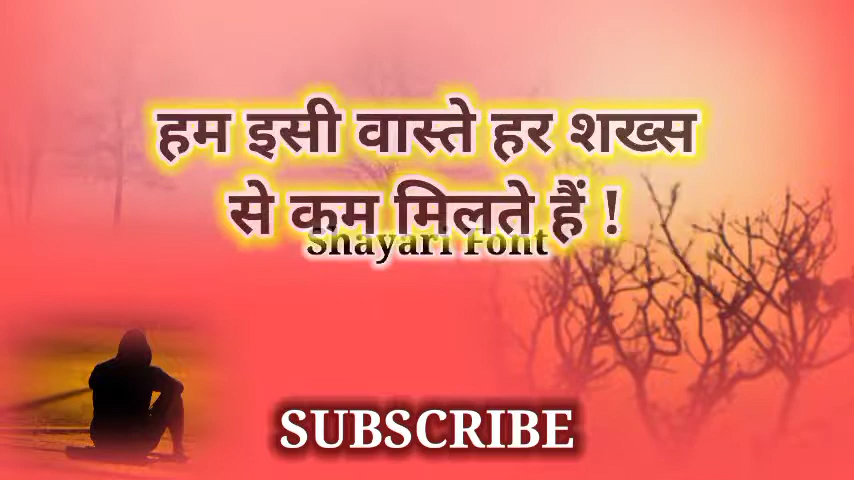 हम इसी वास्ते हर शख्स
से कम मिलते हैं !
Shayari Font
SUBSCRIBE